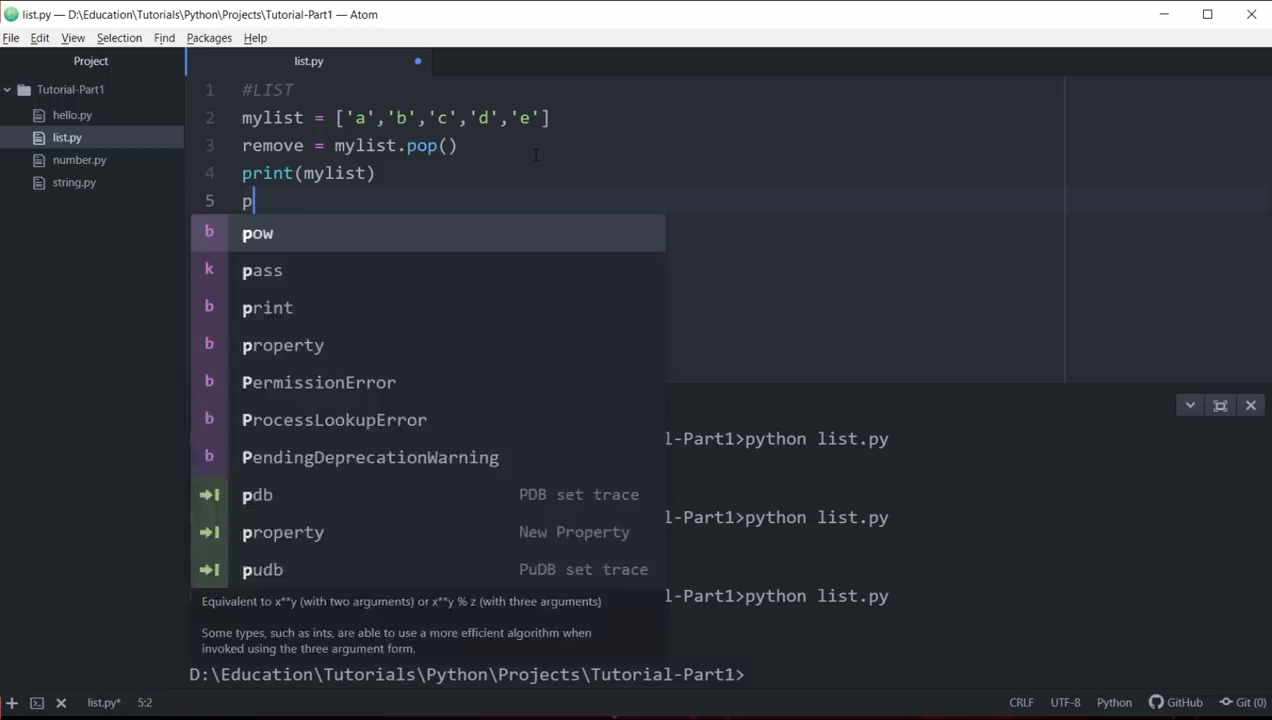 list.py — D:\Education\Tutorials\Python\Projects\Tutorial-Part1 — Atom
File Edit View Selection Find Packages Help
Project
list.py
Tutorial-Part1
hello.py
list.py
number.py
string.py
1 #LIST
2 mylist = ['a','b','c','d','e']
3 remove = mylist.pop()
4 print(mylist)
5 p
b pow
k pass
b print
b property
b PermissionError
b ProcessLookupError
b PendingDeprecationWarning
pdb PDB set trace
property New Property
pudb PuDB set trace
Equivalent to x**y (with two arguments) or x**y % z (with three arguments)
Some types, such as ints, are able to use a more efficient algorithm when
invoked using the three argument form.
l-Part1>python list.py
l-Part1>python list.py
l-Part1>python list.py
D:\Education\Tutorials\Python\Projects\Tutorial-Part1>
list.py* 5:2
CRLF UTF-8 Python GitHub Git (0)